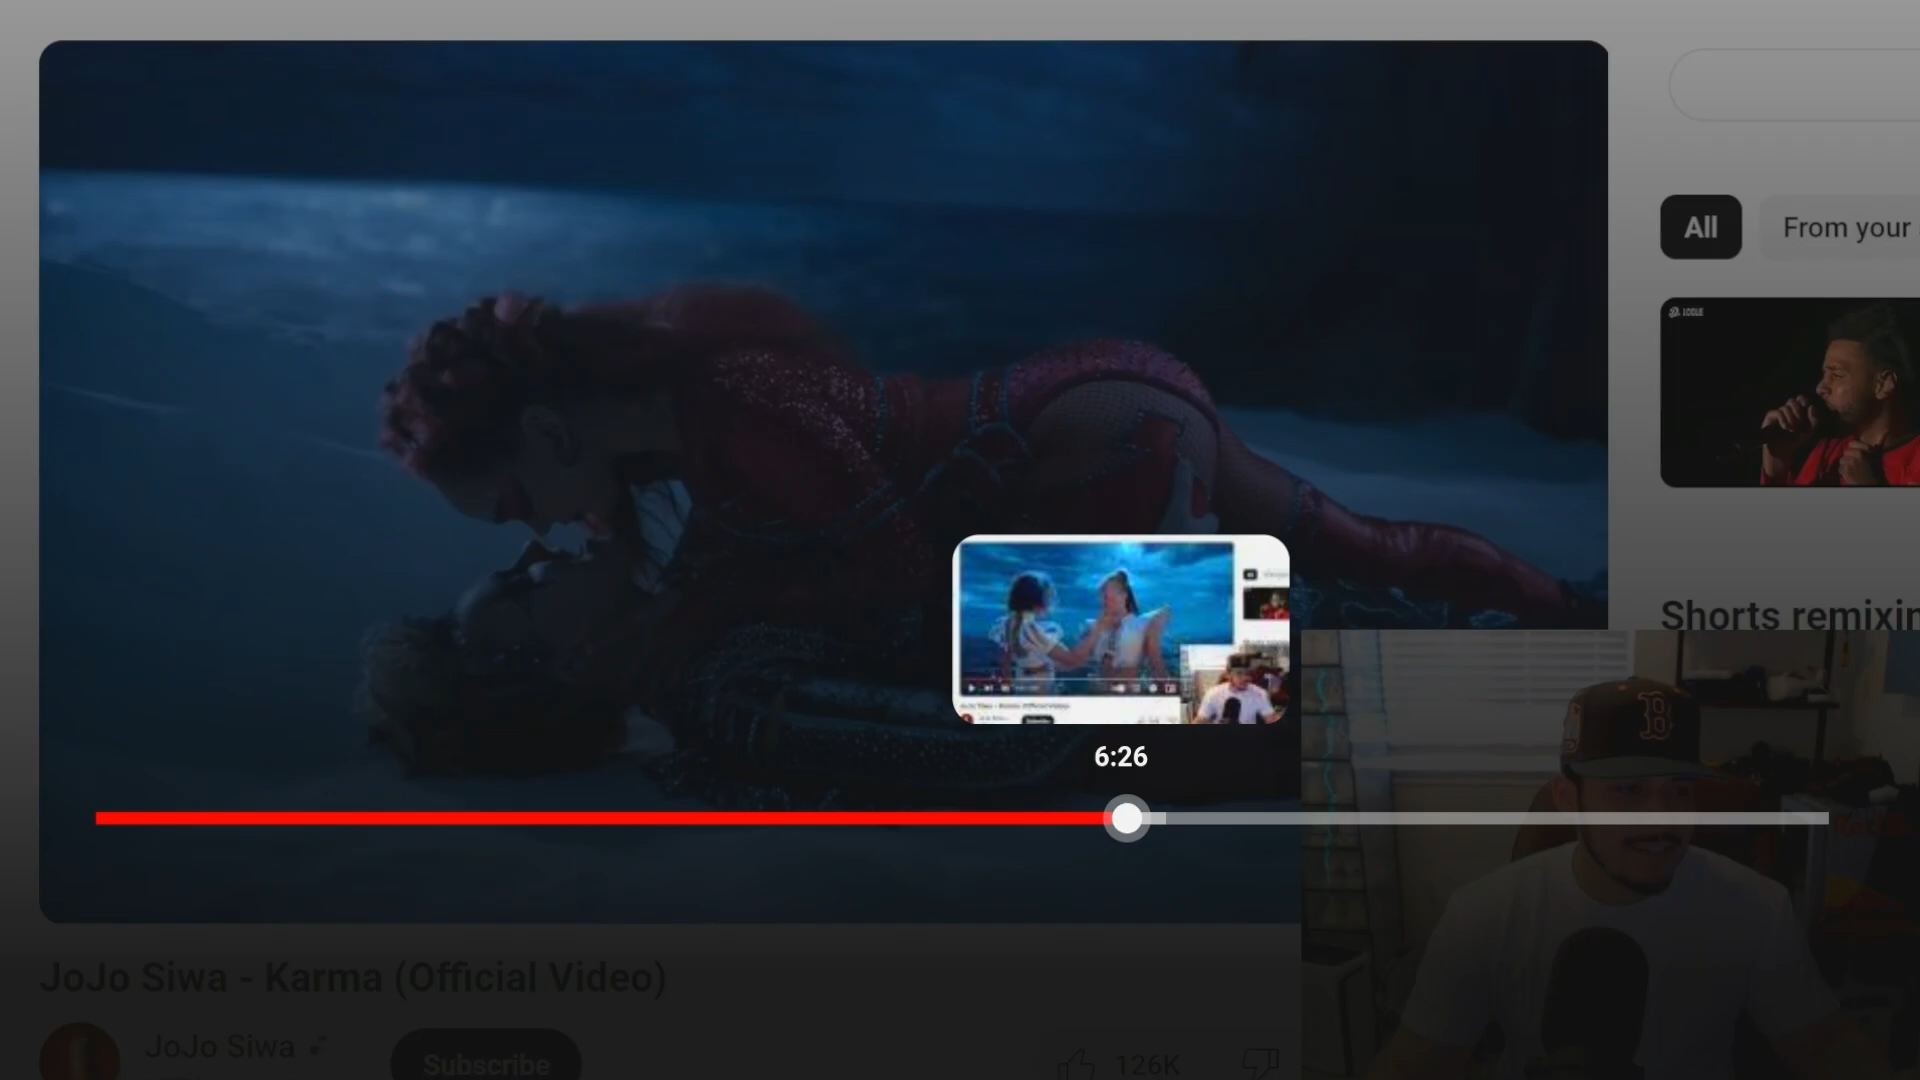 All
From your
Shorts remixin
6:26
B
JoJo Siwa - Karma (Official Video)
JoJo Siwa
Subscribe
126K